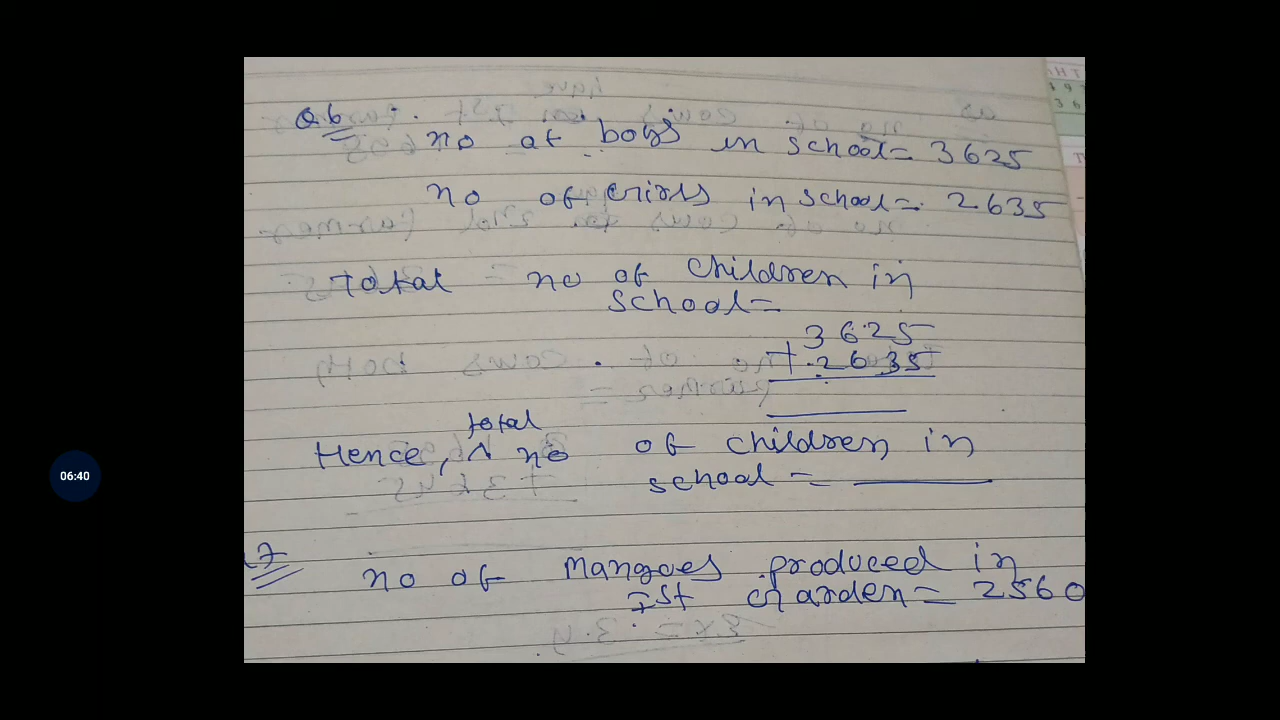 Q.6
no of boys in school = 3625
no of Girls in school = 2635
total no of children in
school =
3625
+ 2635
total
Hence, ^ no of children in
school =
7
no of Mangoes produced in
Ist Garden = 2560
06:40